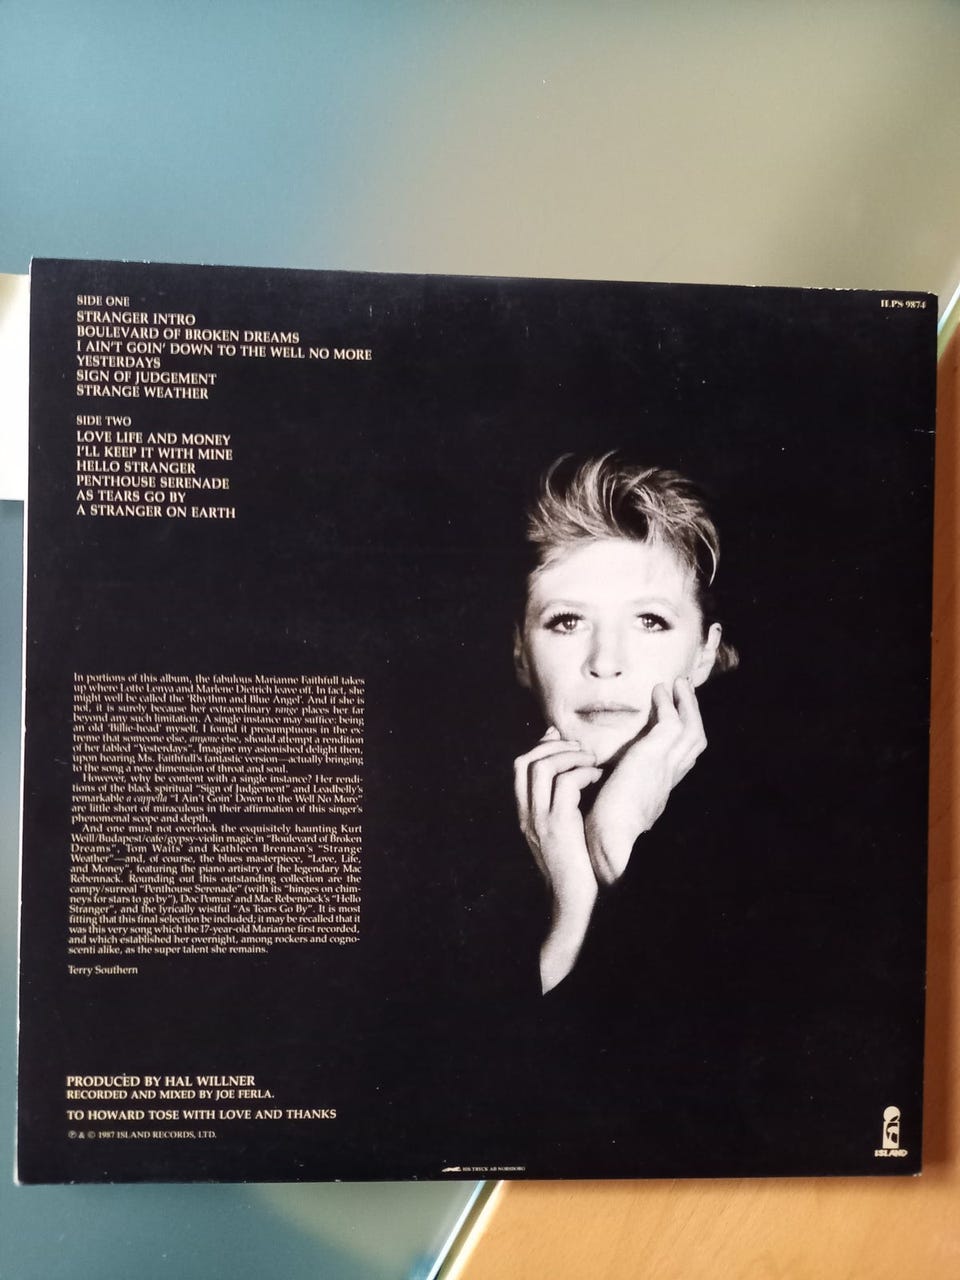 SIDE ONE
STRANGER INTRO
BOULEVARD OF BROKEN DREAMS
I AIN'T GOIN' DOWN TO THE WELL NO MORE
YESTERDAYS
SIGN OF JUDGEMENT
STRANGE WEATHER
SIDE TWO
LOVE LIFE AND MONEY
I'LL KEEP IT WITH MINE
HELLO STRANGER
PENTHOUSE SERENADE
AS TEARS GO BY
A STRANGER ON EARTH
ILPS 9874
In portions of this album, the fabulous Marianne Faithfull takes
up where Lotte Lenya and Marlene Dietrich leave off. In fact, she
might well be called the 'Rhythm and Blue Angel'. And if she is
not, it is surely because her extraordinary range places her far
beyond any such limitation. A single instance may suffice: being
an old 'Billie-head' myself, I found it presumptuous in the ex-
treme that someone else, anyone else, should attempt a rendition
of her fabled "Yesterdays". Imagine my astonished delight then,
upon hearing Ms. Faithfull's fantastic version—actually bringing
to the song a new dimension of throat and soul.
However, why be content with a single instance? Her rendi-
tions of the black spiritual "Sign of Judgement" and Leadbelly's
remarkable a cappella "I Ain't Goin' Down to the Well No More"
are little short of miraculous in their affirmation of this singer's
phenomenal scope and depth.
And one must not overlook the exquisitely haunting Kurt
Weill/Budapest/cafe/gypsy-violin magic in "Boulevard of Broken
Dreams", Tom Waits' and Kathleen Brennan's "Strange
Weather"—and, of course, the blues masterpiece, "Love, Life,
and Money", featuring the piano artistry of the legendary Mac
Rebennack. Rounding out this outstanding collection are the
campy/surreal "Penthouse Serenade" (with its "hinges on chim-
neys for stars to go by"), Doc Pomus' and Mac Rebennack's "Hello
Stranger", and the lyrically wistful "As Tears Go By". It is most
fitting that this final selection be included; it may be recalled that it
was this very song which the 17-year-old Marianne first recorded,
and which established her overnight, among rockers and cogno-
scenti alike, as the super talent she remains.
Terry Southern
PRODUCED BY HAL WILLNER
RECORDED AND MIXED BY JOE FERLA.
TO HOWARD TOSE WITH LOVE AND THANKS
℗ & © 1987 ISLAND RECORDS, LTD.
TRYCK AB NORSBORG
ISLAND